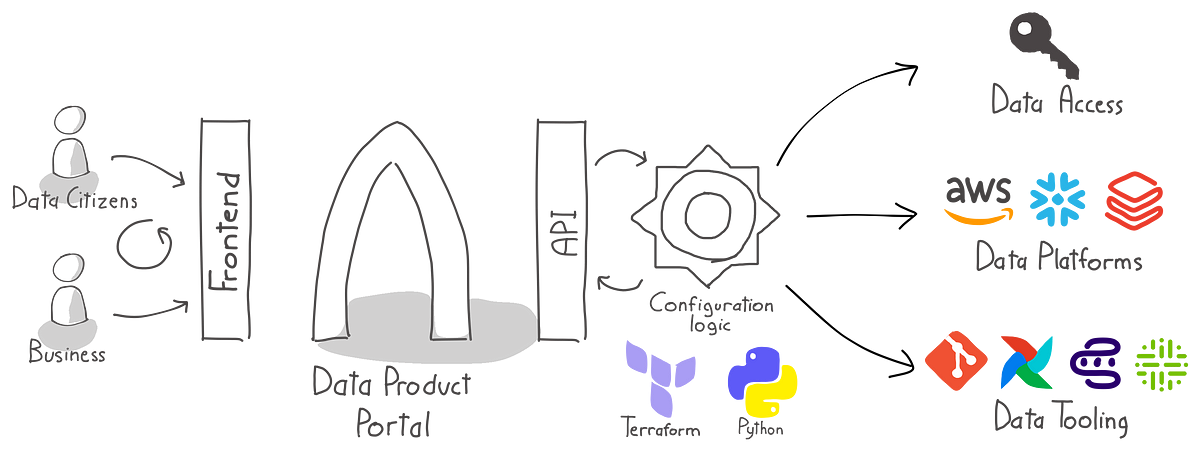 Data Citizens
Business
Frontend
Data Product
Portal
API
Configuration
logic
Terraform
Python
Data Access
aws
Data Platforms
Data Tooling